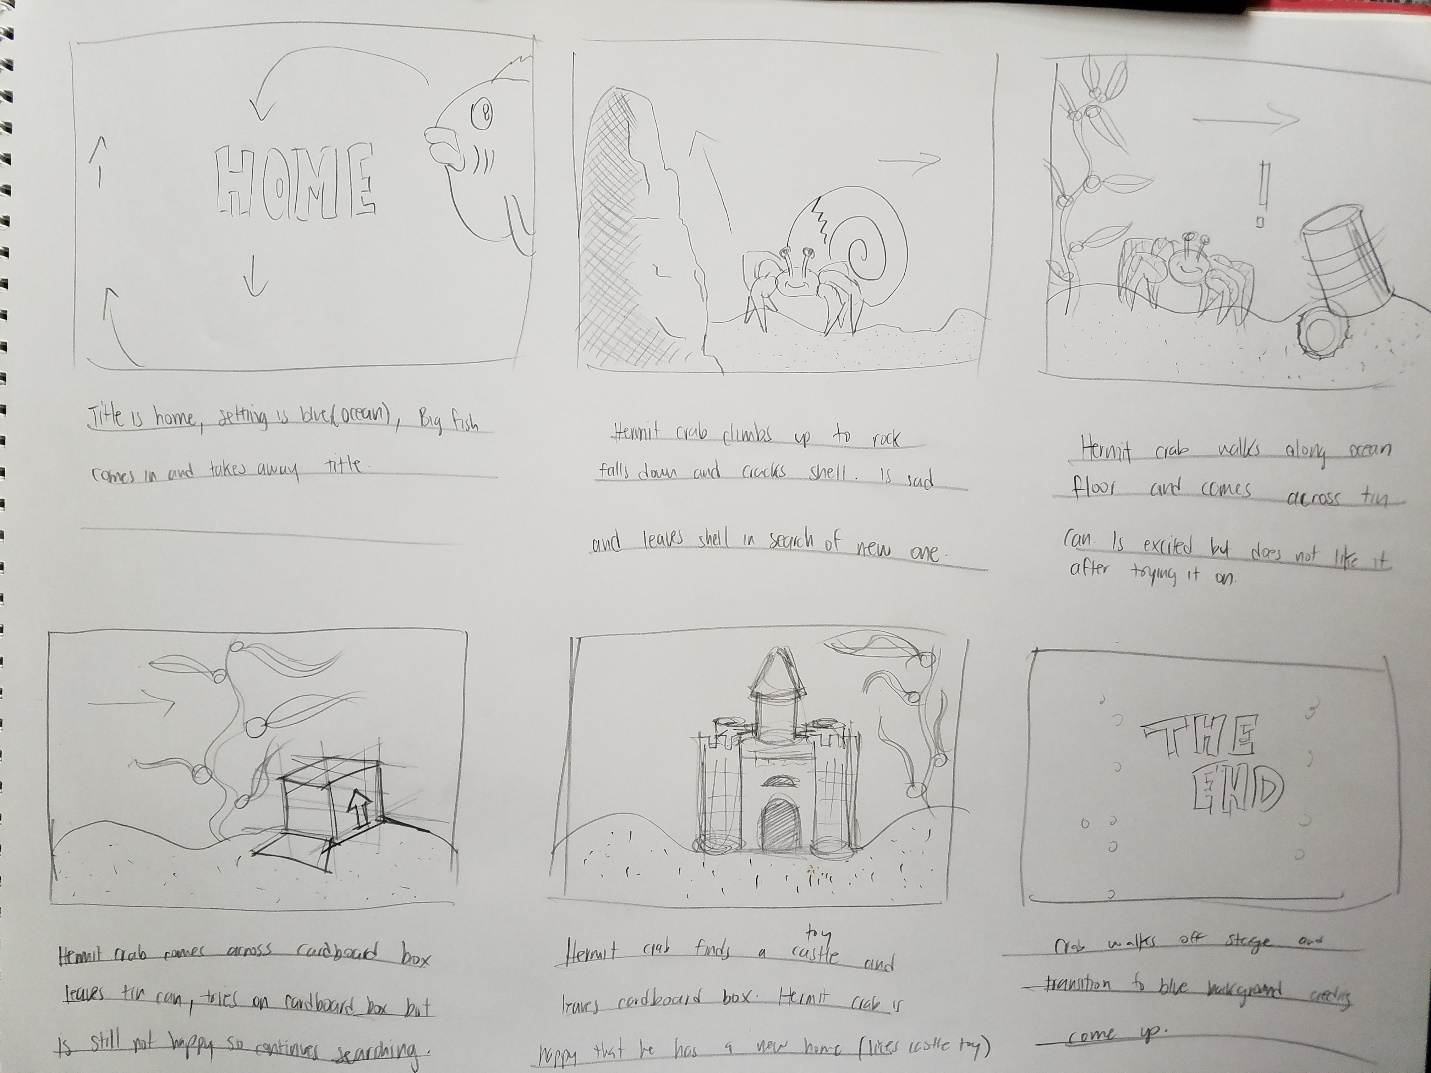 HOME
Title is home, setting is blue(ocean), Big fish
comes in and takes away title.
Hermit crab climbs up to rock
falls down and cracks shell. is sad
and leaves shell in search of new one.
!
Hermit crab walks along ocean
floor and comes across tin
can. Is excited but does not like it
after trying it on.
Hermit crab comes across cardboard box
leaves tin can, tries on cardboard box but
is still not happy so continues searching.
Hermit crab finds a toy castle and
leaves cardboard box. Hermit crab is
happy that he has a new home (likes castle toy)
THE
END
Crab walks off stage and
transition to blue background credits
come up.